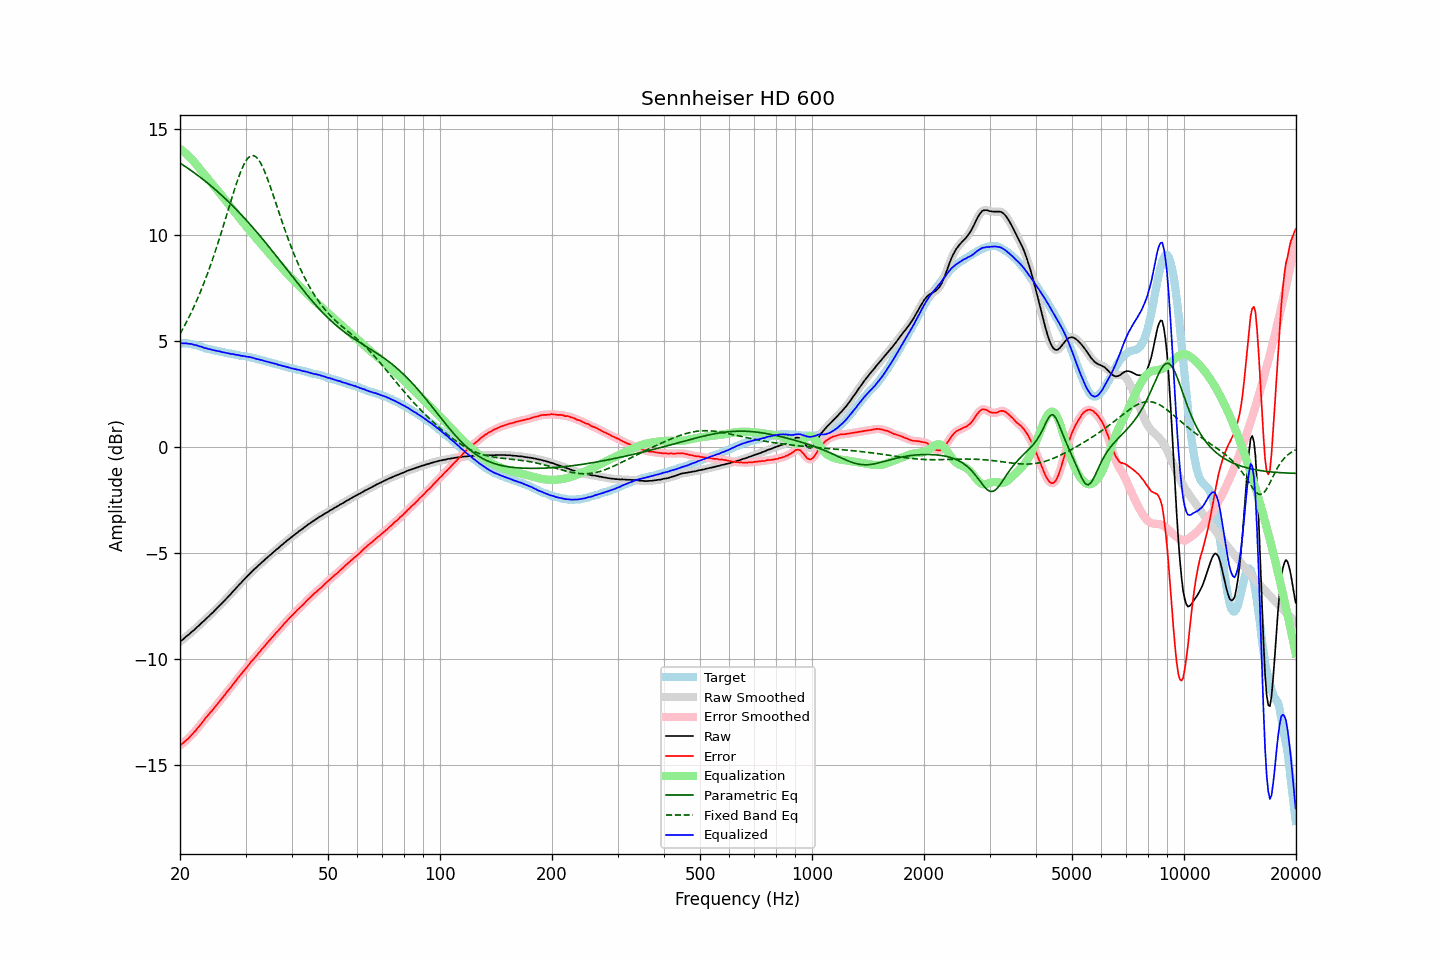 Sennheiser HD 600
Amplitude (dBr)
15
10
5
0
−5
−10
−15
Target
Raw Smoothed
Error Smoothed
Raw
Error
Equalization
Parametric Eq
Fixed Band Eq
Equalized
20
50
100
200
500
1000
2000
5000
10000
20000
Frequency (Hz)